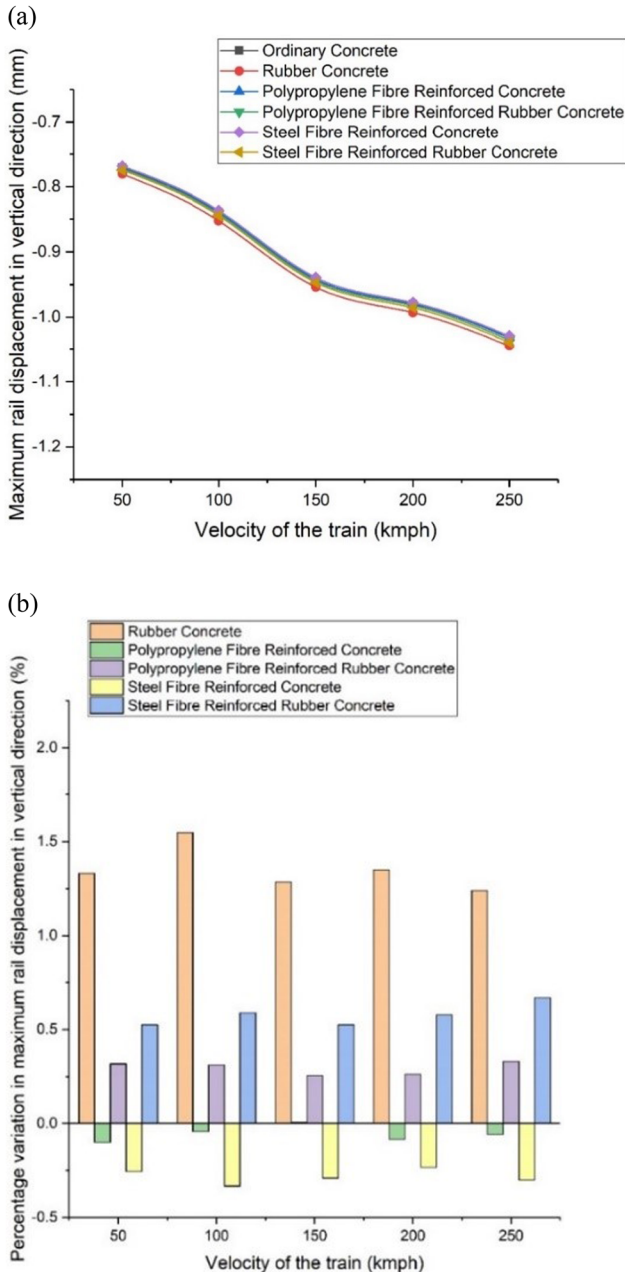 (a)
Ordinary Concrete
Rubber Concrete
Polypropylene Fibre Reinforced Concrete
Polypropylene Fibre Reinforced Rubber Concrete
Steel Fibre Reinforced Concrete
Steel Fibre Reinforced Rubber Concrete
Maximum rail displacement in vertical direction (mm)
-0.7
-0.8
-0.9
-1.0
-1.1
-1.2
50 100 150 200 250
Velocity of the train (kmph)
(b)
Rubber Concrete
Polypropylene Fibre Reinforced Concrete
Polypropylene Fibre Reinforced Rubber Concrete
Steel Fibre Reinforced Concrete
Steel Fibre Reinforced Rubber Concrete
Percentage variation in maximum rail displacement in vertical direction (%)
2.0
1.5
1.0
0.5
0.0
-0.5
50 100 150 200 250
Velocity of the train (kmph)